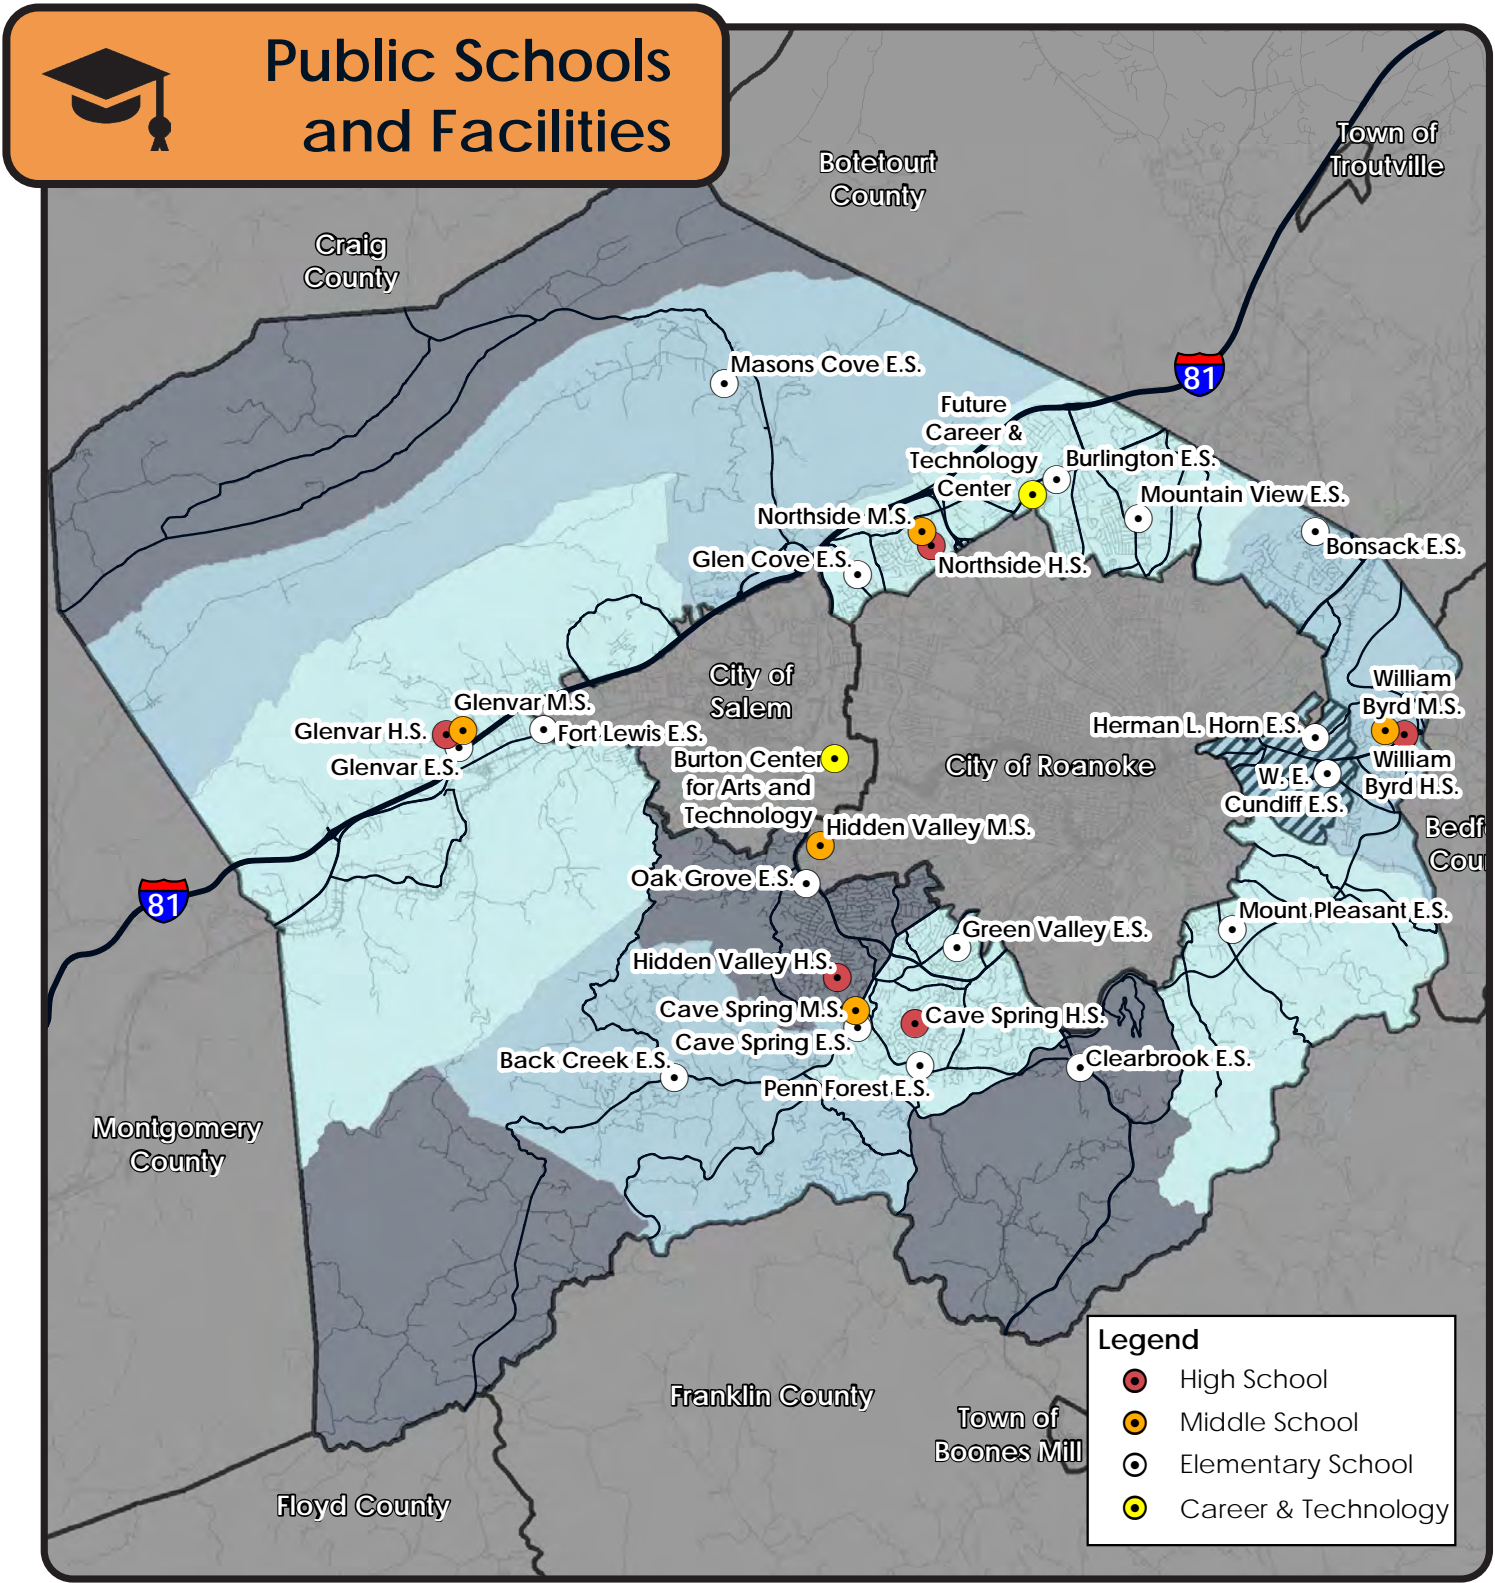 Public Schools
and Facilities
Town of
Troutville
Botetourt
County
Craig
County
81
Masons Cove E.S.
Future
Career &
Technology
Center
Burlington E.S.
Mountain View E.S.
Northside M.S.
Bonsack E.S.
Glen Cove E.S.
Northside H.S.
City of
Salem
William
Byrd M.S.
Glenvar M.S.
Glenvar H.S.
Fort Lewis E.S.
Herman L. Horn E.S.
Glenvar E.S.
Burton Center
for Arts and
Technology
City of Roanoke
William
Byrd H.S.
W. E.
Cundiff E.S.
Hidden Valley M.S.
Bedf
Cou
Oak Grove E.S.
81
Mount Pleasant E.S.
Green Valley E.S.
Hidden Valley H.S.
Cave Spring M.S.
Cave Spring H.S.
Cave Spring E.S.
Back Creek E.S.
Clearbrook E.S.
Penn Forest E.S.
Montgomery
County
Franklin County
Town of
Boones Mill
Floyd County
Legend
High School
Middle School
Elementary School
Career & Technology